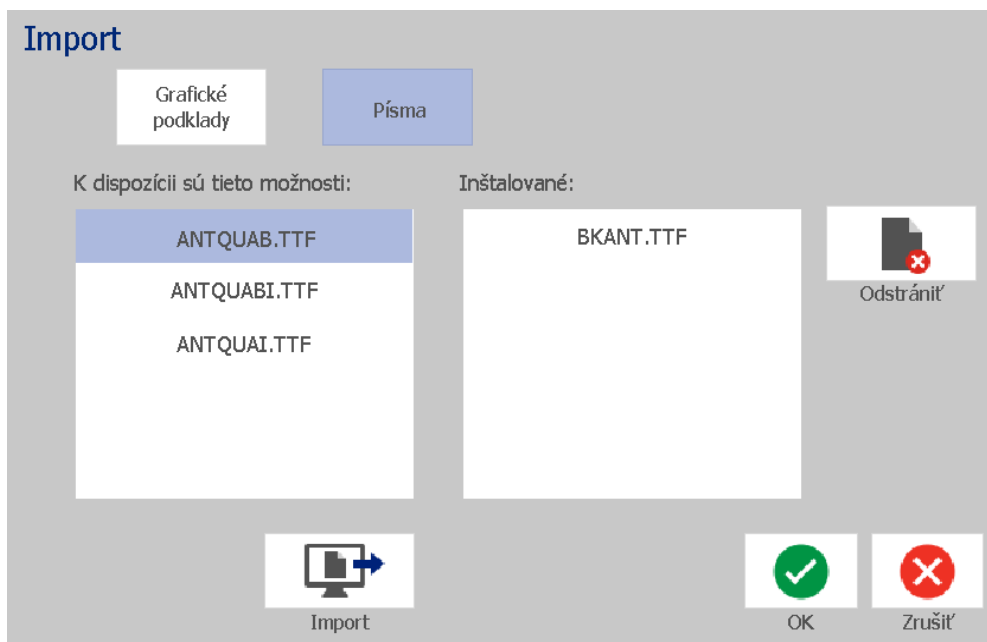 Import
Grafické
podklady
Písma
K dispozícii sú tieto možnosti:
Inštalované:
ANTQUAB.TTF
ANTQUABI.TTF
ANTQUAI.TTF
BKANT.TTF
Odstrániť
Import
OK
Zrušiť